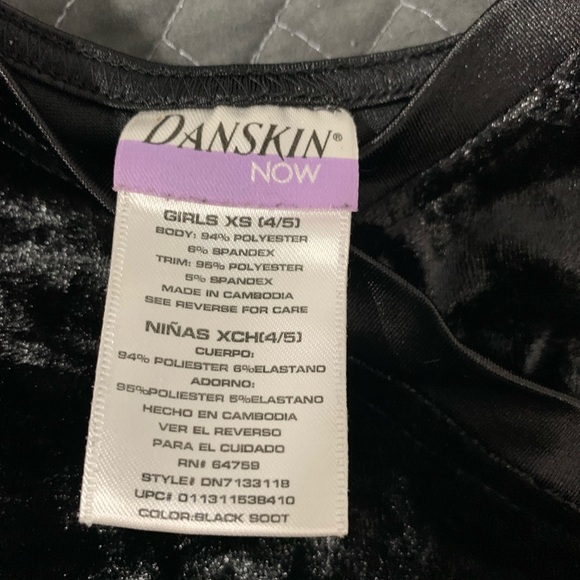 DANSKIN®
NOW
GIRLS XS (4/5)
BODY: 94% POLYESTER
6% SPANDEX
TRIM: 95% POLYESTER
5% SPANDEX
MADE IN CAMBODIA
SEE REVERSE FOR CARE
NIÑAS XCH(4/5)
CUERPO:
94% POLIESTER 6%ELASTANO
ADORNO:
95%POLIESTER 5%ELASTANO
HECHO EN CAMBODIA
VER EL REVERSO
PARA EL CUIDADO
RN# 64759
STYLE# DN7133118
UPC# 011311538410
COLOR:BLACK SOOT